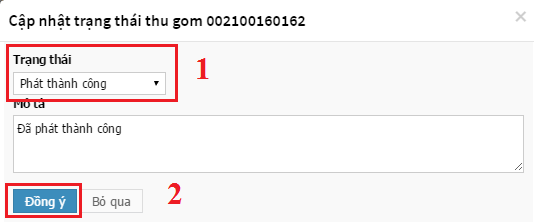 Cập nhật trạng thái thu gom 002100160162 ×
Trạng thái
Phát thành công
1
Mô tả
Đã phát thành công
Đồng ý Bỏ qua 2